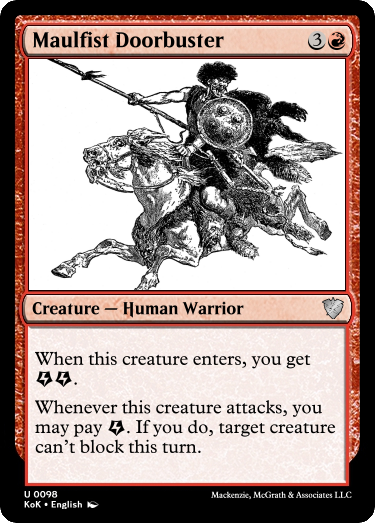 Maulfist Doorbuster 3
Creature — Human Warrior
When this creature enters, you get
.
Whenever this creature attacks, you
may pay . If you do, target creature
can't block this turn.
U 0098
KoK • English Mackenzie, McGrath & Associates LLC